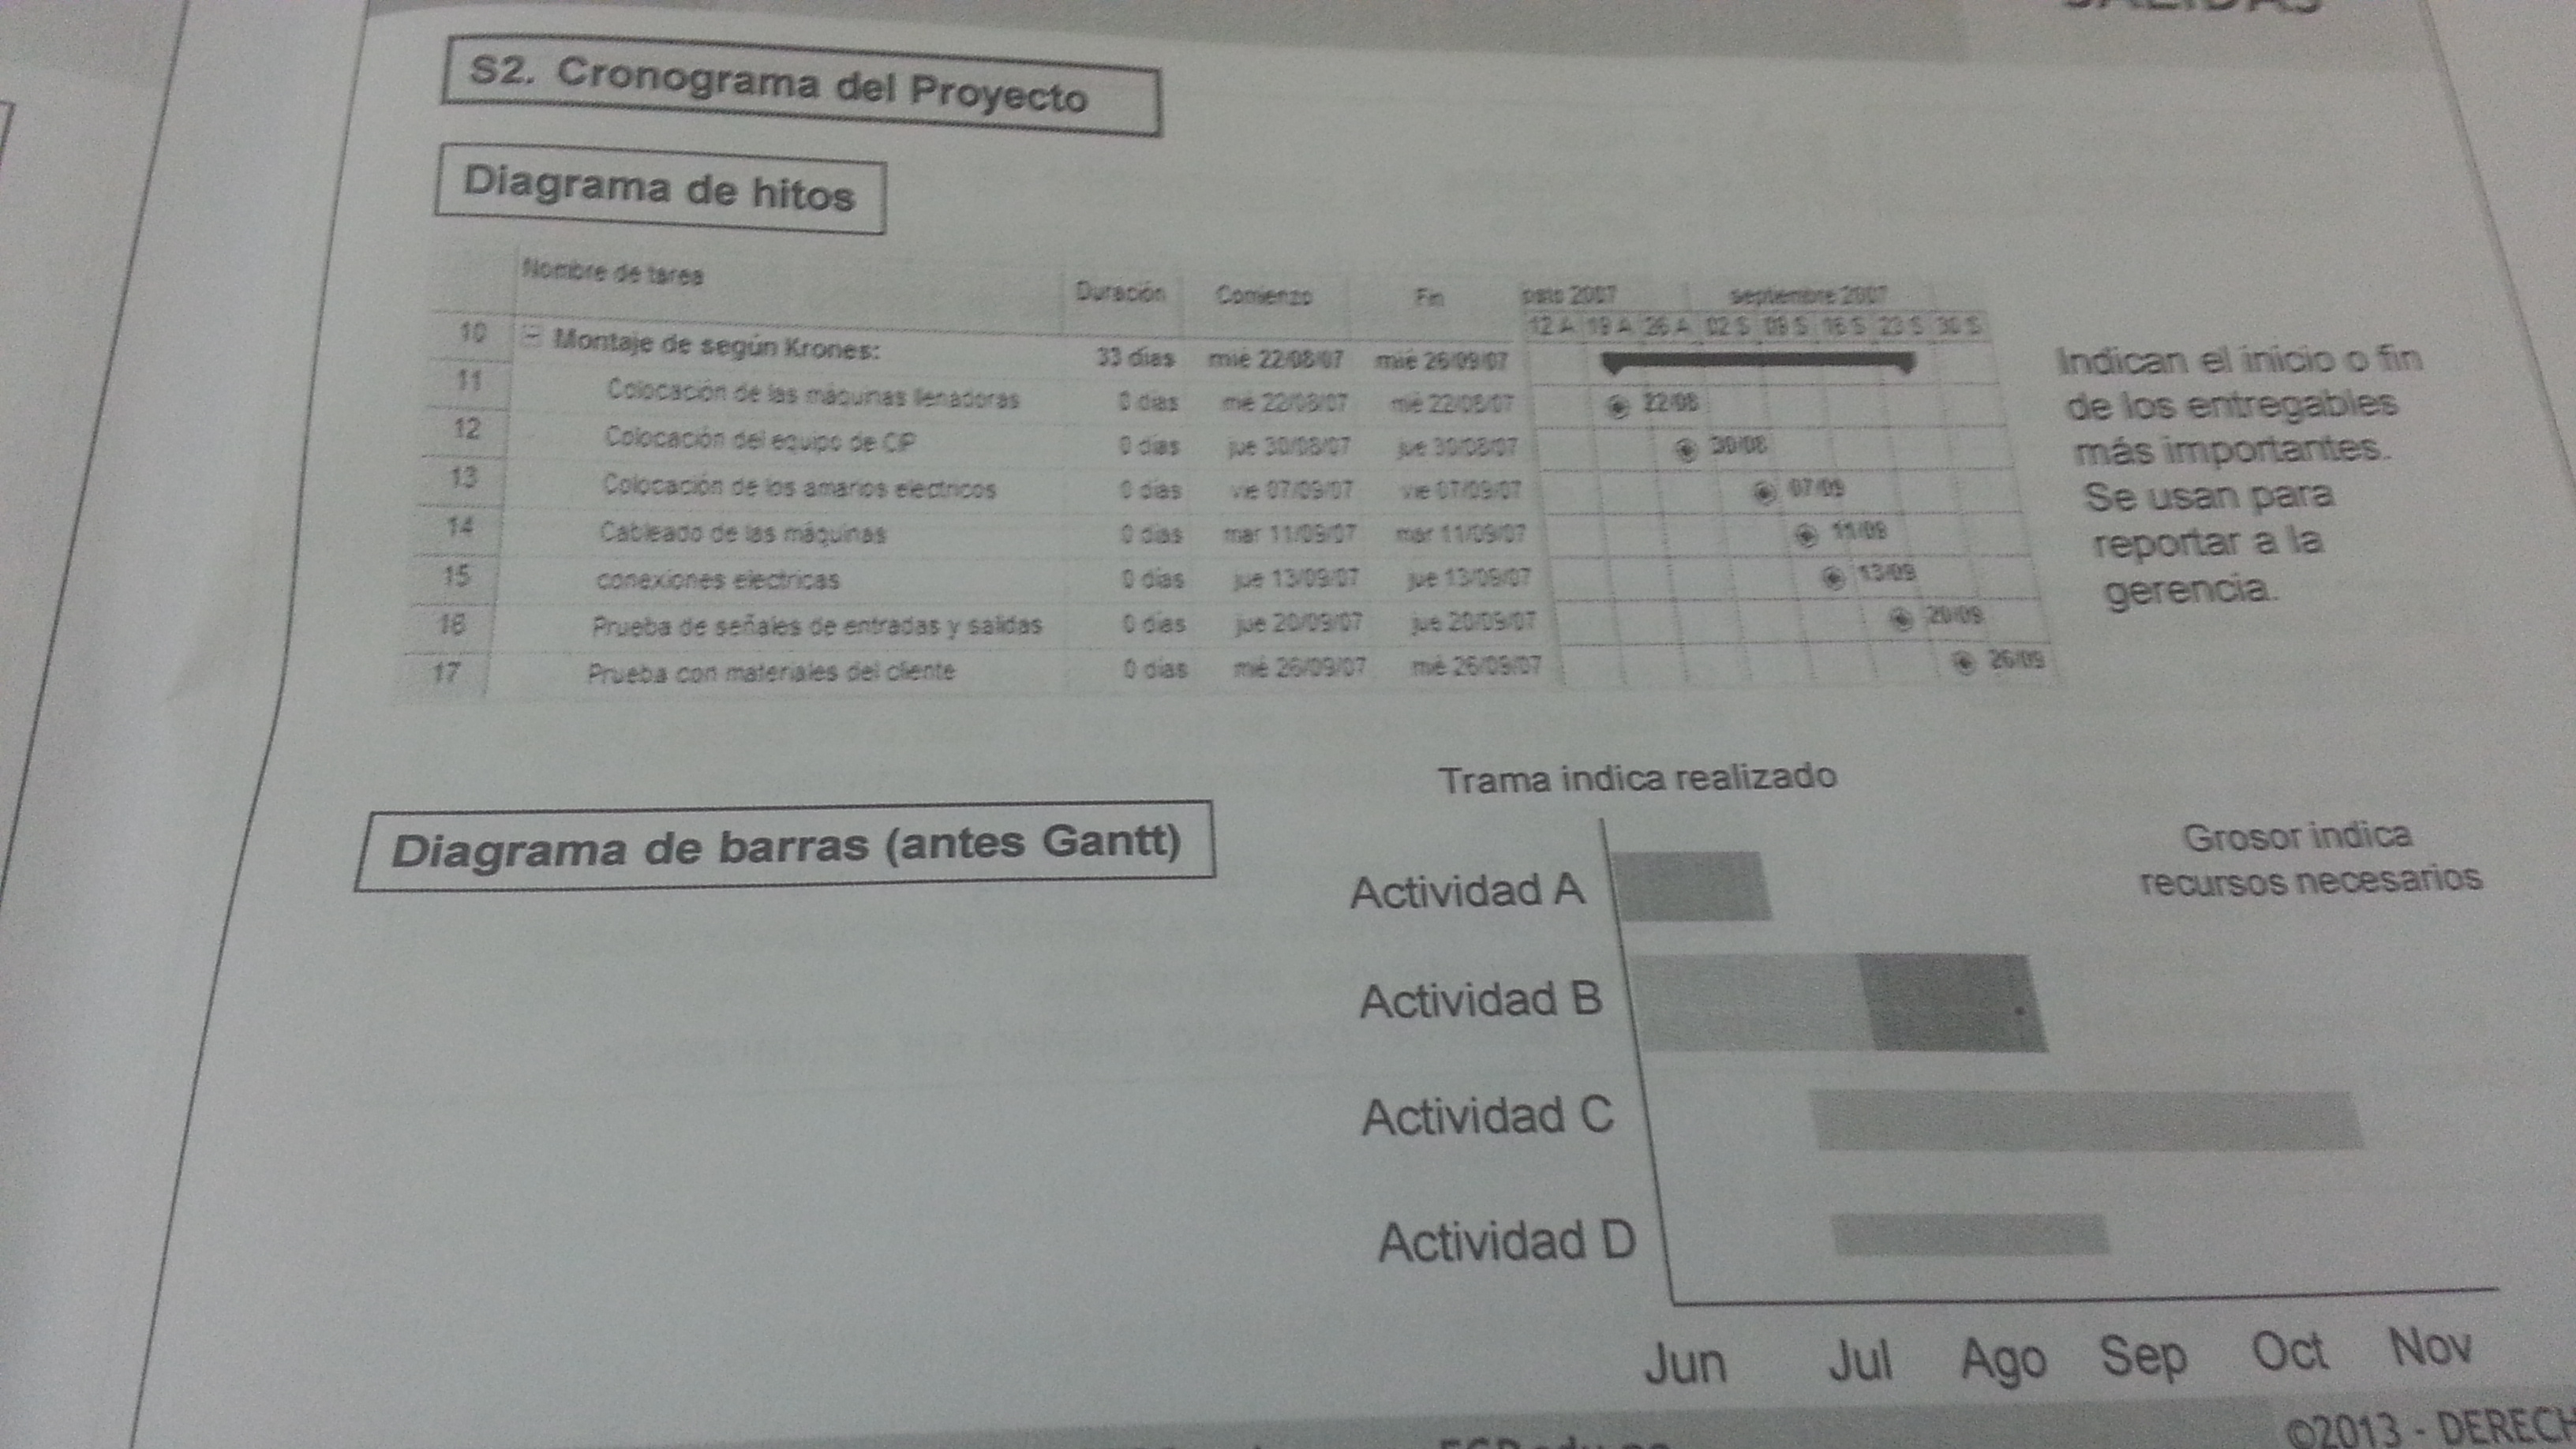 SALIDAS
S2. Cronograma del Proyecto
Diagrama de hitos
Nombre de tarea Duración Comienzo Fin 2007 septiembre 2007
12 A 19 A 26 A 02 S 09 S 16 S 23 S 30 S
10 Montaje de según Krones: 33 días mié 22/08/07 mié 26/09/07
11 Colocación de las máquinas llenadoras 0 días mié 22/08/07 mié 22/08/07 22/08
12 Colocación del equipo de CIP 0 días jue 30/08/07 jue 30/08/07 30/08
13 Colocación de los amarios electricos 0 días vie 07/09/07 vie 07/09/07 07/09
14 Cableado de las máquinas 0 días mar 11/09/07 mar 11/09/07 11/09
15 conexiones electricas 0 días jue 13/09/07 jue 13/09/07 13/09
16 Prueba de señales de entradas y salidas 0 días jue 20/09/07 jue 20/09/07 20/09
17 Prueba con materiales del cliente 0 días mié 26/09/07 mié 26/09/07 26/09
Indican el inicio o fin
de los entregables
más importantes.
Se usan para
reportar a la
gerencia.
Diagrama de barras (antes Gantt)
Trama indica realizado
Grosor indica
recursos necesarios
Actividad A
Actividad B
Actividad C
Actividad D
Jun Jul Ago Sep Oct Nov
©2013 - DERECH